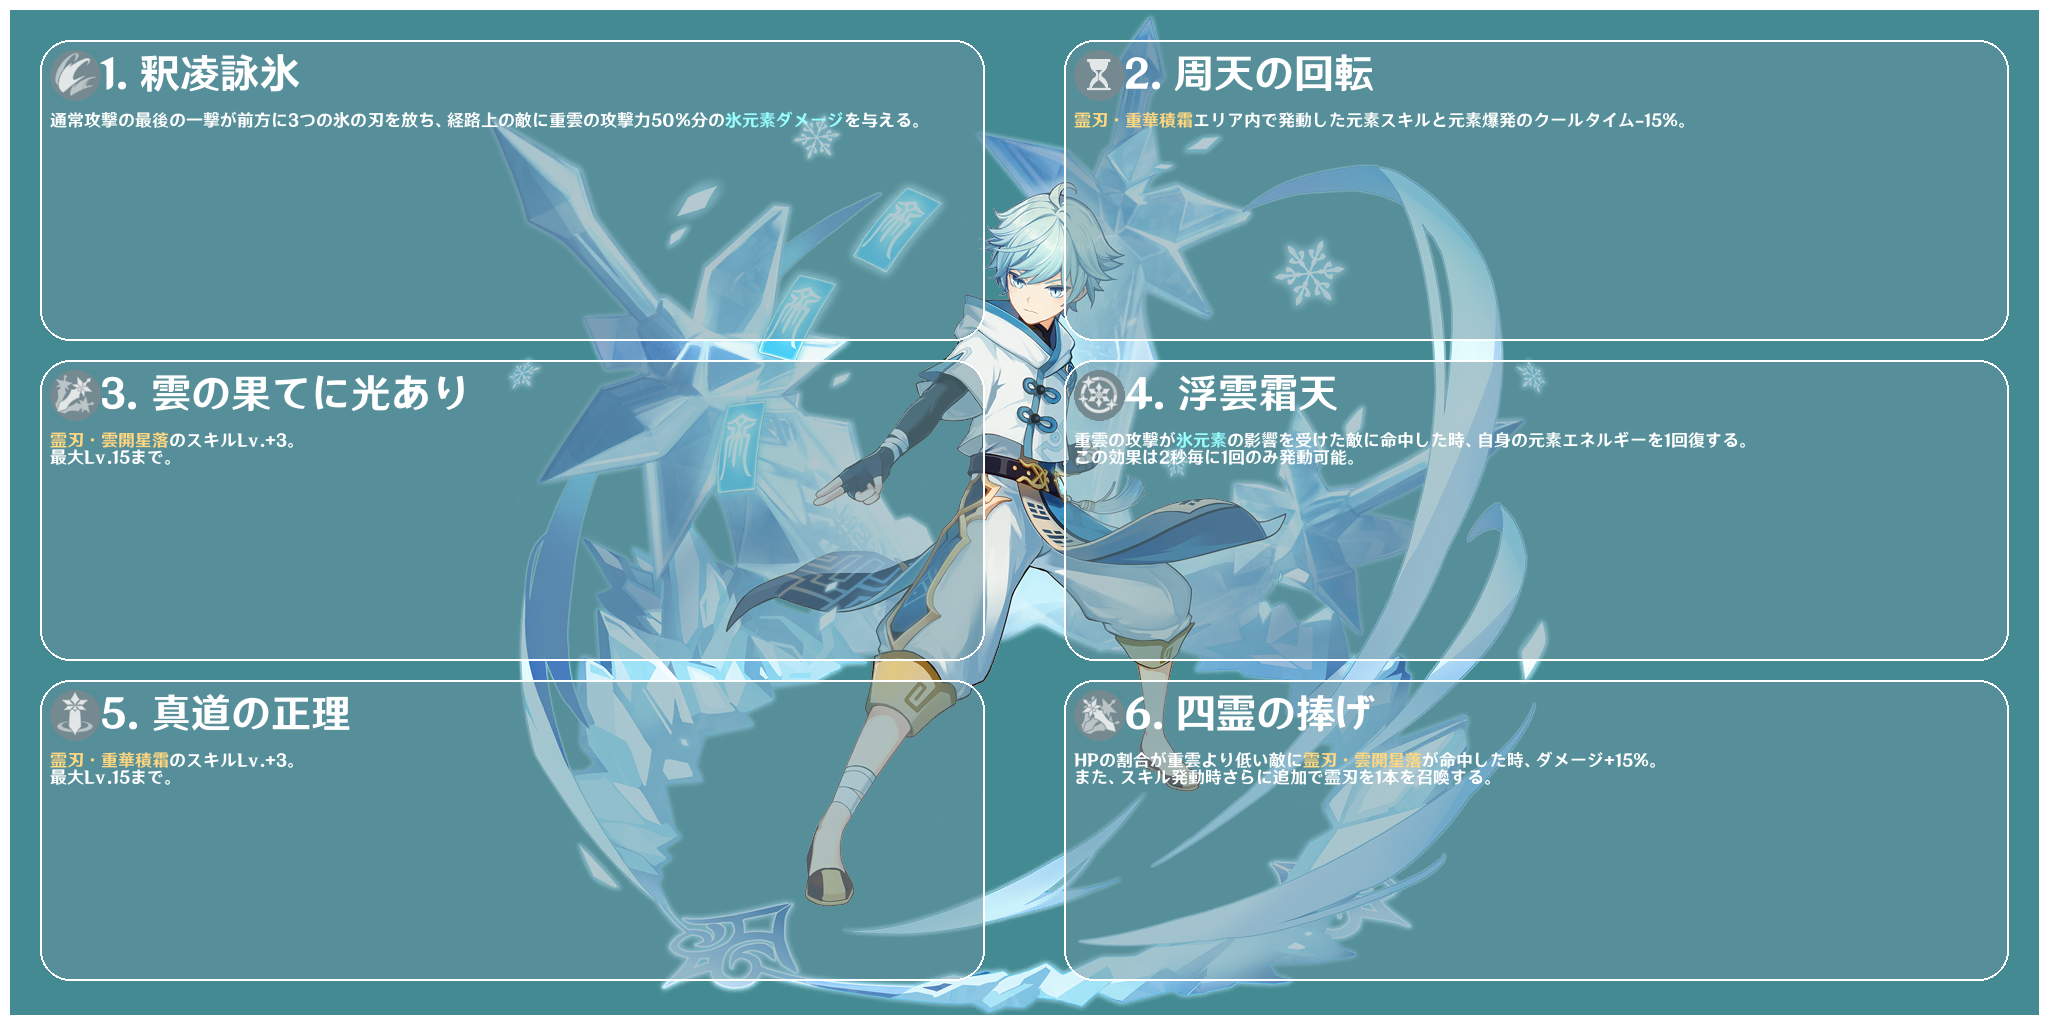 1. 釈凌詠氷
通常攻撃の最後の一撃が前方に3つの氷の刃を放ち、経路上の敵に重雲の攻撃力50%分の氷元素ダメージを与える。
2. 周天の回転
霊刃・重華積霜エリア内で発動した元素スキルと元素爆発のクールタイム-15%。
3. 雲の果てに光あり
霊刃・雲開星落のスキルLv.+3。
最大Lv.15まで。
4. 浮雲霜天
重雲の攻撃が氷元素の影響を受けた敵に命中した時、自身の元素エネルギーを1回復する。
この効果は2秒毎に1回のみ発動可能。
5. 真道の正理
霊刃・重華積霜のスキルLv.+3。
最大Lv.15まで。
6. 四霊の捧げ
HPの割合が重雲より低い敵に霊刃・雲開星落が命中した時、ダメージ+15%。
また、スキル発動時さらに追加で霊刃を1本を召喚する。